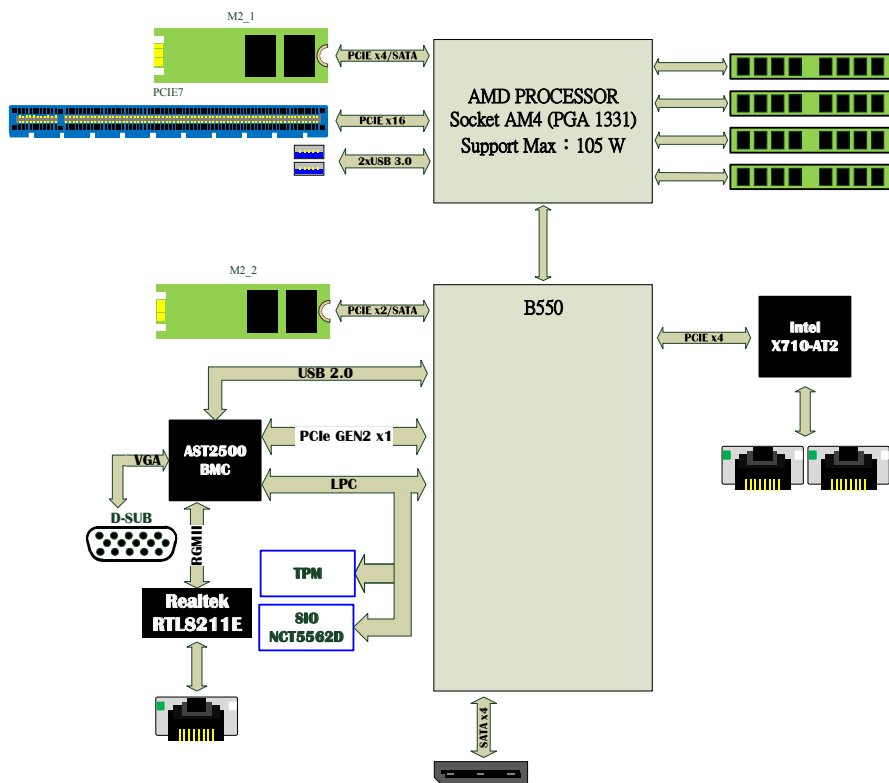 M2_1
PCIE x4/SATA
PCIE7
PCIE x16
2xUSB 3.0
AMD PROCESSOR
Socket AM4 (PGA 1331)
Support Max：105 W
M2_2
PCIE x2/SATA
B550
PCIE x4
Intel
X710-AT2
USB 2.0
PCIe GEN2 x1
AST2500
BMC
VGA
LPC
D-SUB
RGMII
TPM
Realtek
RTL8211E
SIO
NCT5562D
SATA x4